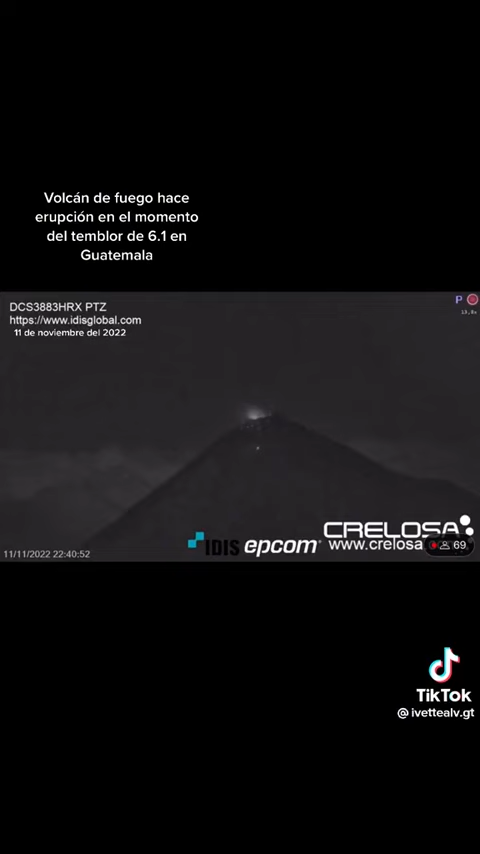 Volcán de fuego hace
erupción en el momento
del temblor de 6.1 en
Guatemala
DCS3883HRX PTZ
https://www.idisglobal.com
11 de noviembre del 2022
P
13.8x
11/11/2022 22:40:52
IDIS epcom
CRELOSA
www.crelosa
69
TikTok
@ivettealv.gt